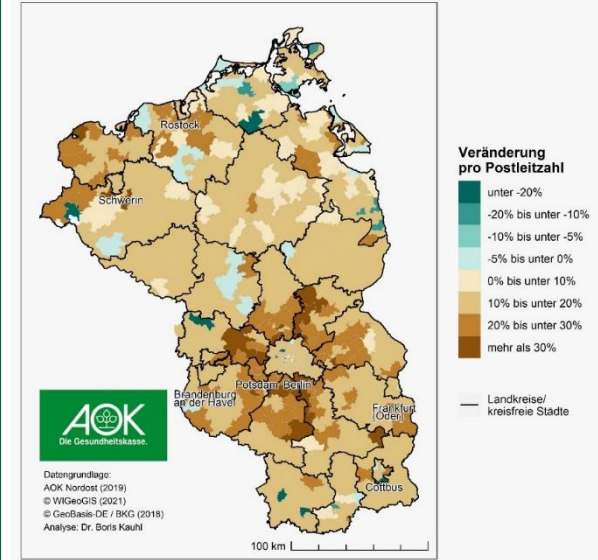 Rostock
Schwerin
Potsdam Berlin
Brandenburg
an der Havel
Frankfurt
(Oder)
Cottbus
AOK
Die Gesundheitskasse.
Datengrundlage:
AOK Nordost (2019)
© WIGeoGIS (2021)
© GeoBasis-DE / BKG (2018)
Analyse: Dr. Boris Kauhl
100 km
Veränderung
pro Postleitzahl
unter -20%
-20% bis unter -10%
-10% bis unter -5%
-5% bis unter 0%
0% bis unter 10%
10% bis unter 20%
20% bis unter 30%
mehr als 30%
Landkreise/
kreisfreie Städte